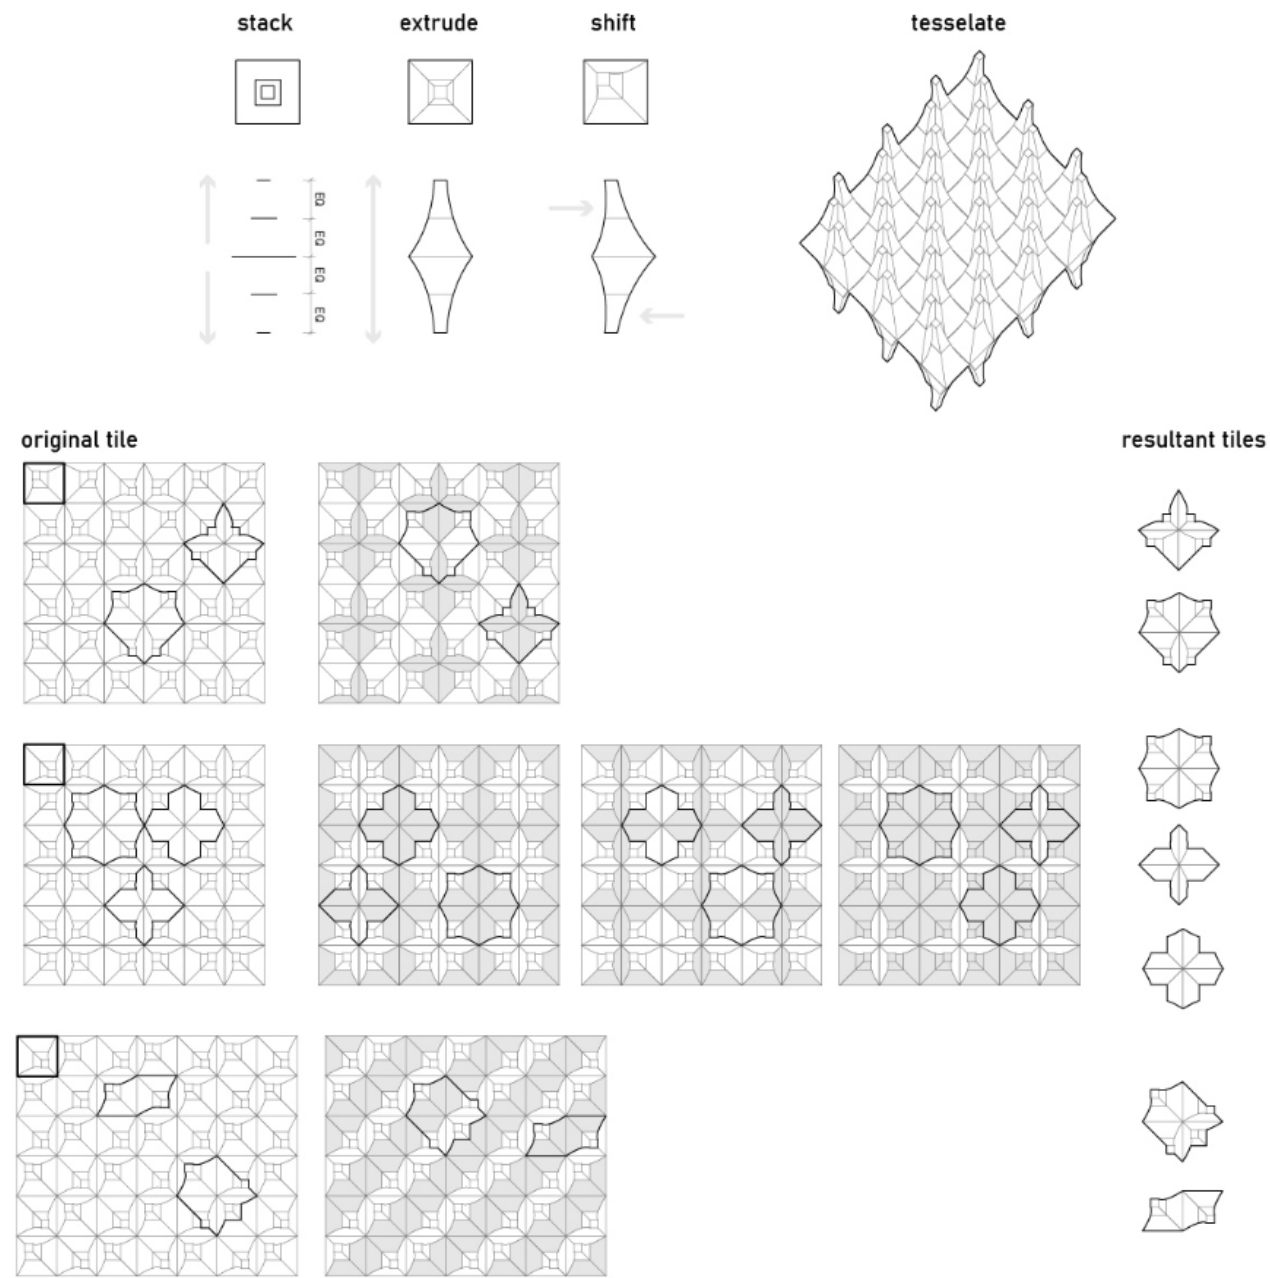 stack
extrude
shift
tesselate
EQ
EQ
EQ
EQ
original tile
resultant tiles